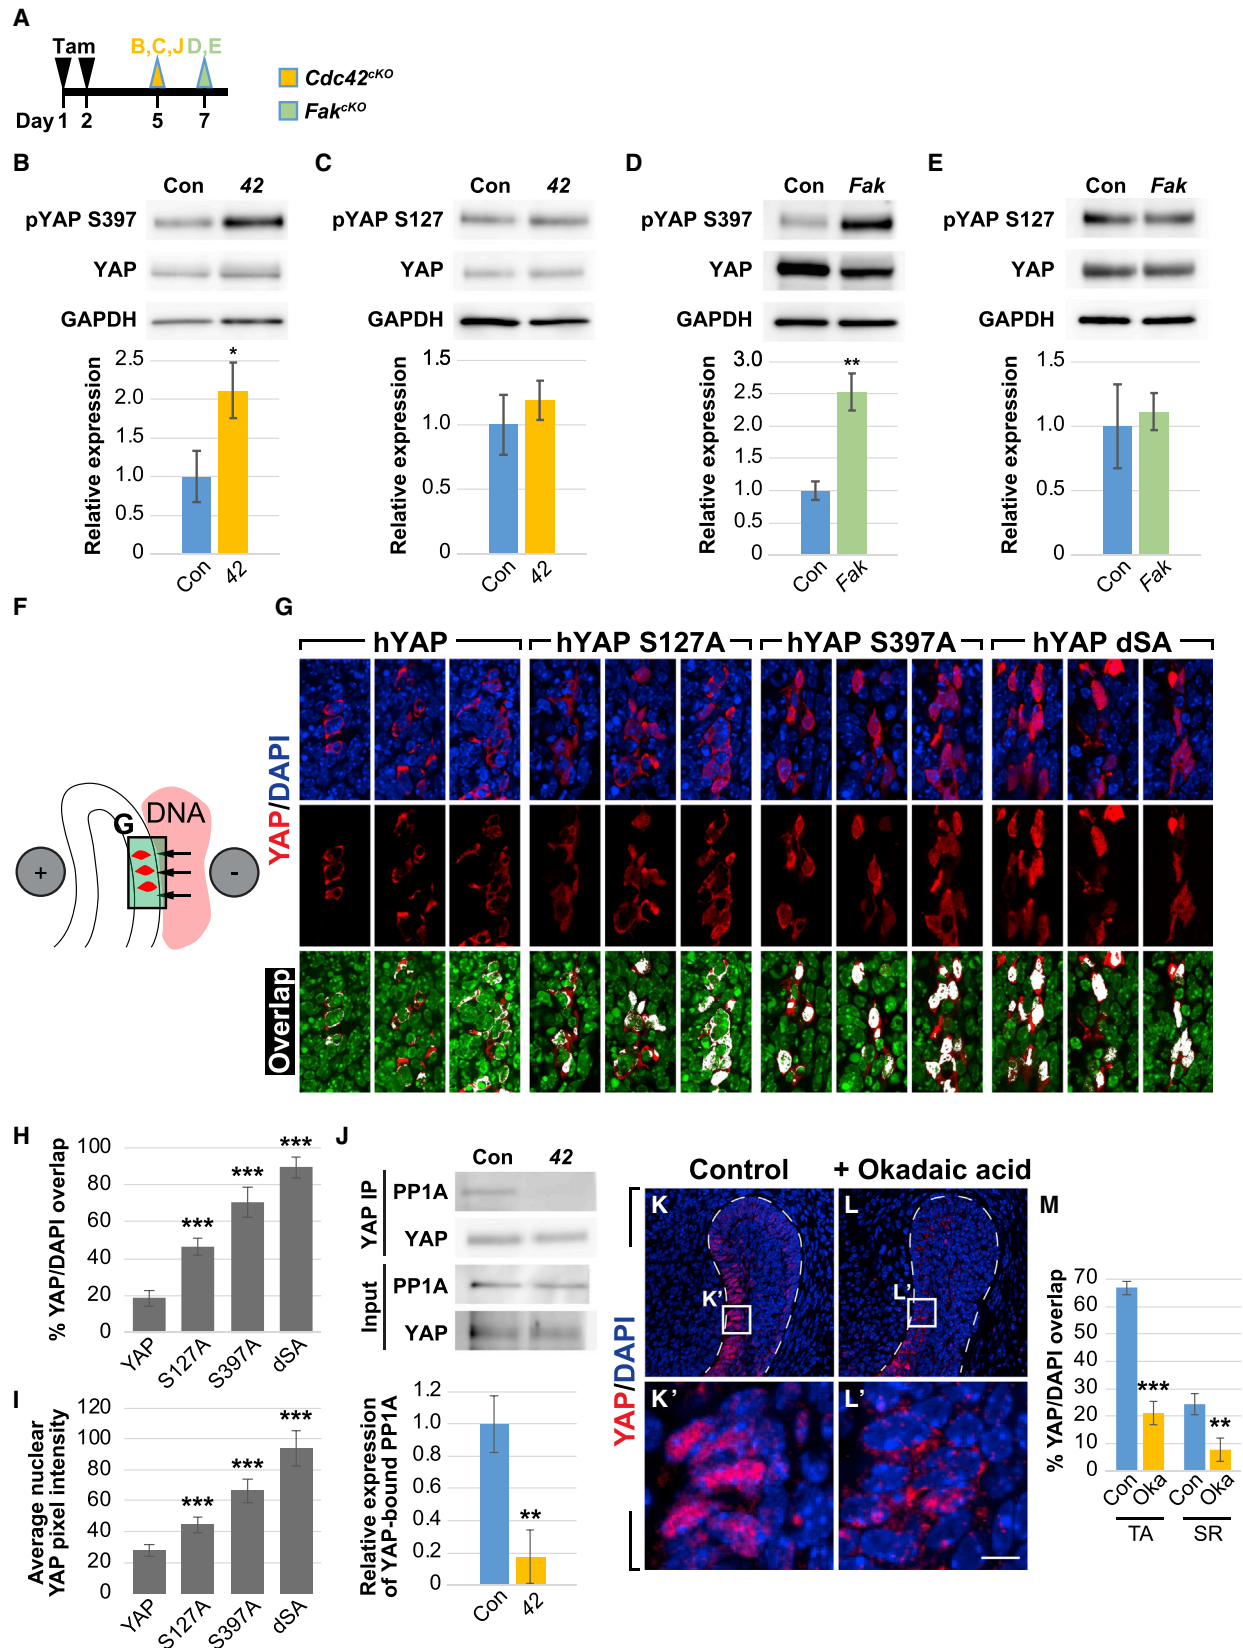 A
Tam
B,C,J
D,E
Day 1 2 5 7
Cdc42cKO
FakcKO
B
Con 42
pYAP S397
YAP
GAPDH
Relative expression
2.5
2.0
1.5
1.0
0.5
0
Con 42
*
C
Con 42
pYAP S127
YAP
GAPDH
Relative expression
1.5
1.0
0.5
0
Con 42
D
Con Fak
pYAP S397
YAP
GAPDH
Relative expression
3.0
2.5
2.0
1.5
1.0
0.5
0
Con Fak
**
E
Con Fak
pYAP S127
YAP
GAPDH
Relative expression
1.5
1.0
0.5
0
Con Fak
F
G
DNA
+
-
G
hYAP
hYAP S127A
hYAP S397A
hYAP dSA
YAP/DAPI
Overlap
H
% YAP/DAPI overlap
100
80
60
40
20
0
*** *** ***
YAP S127A S397A dSA
I
Average nuclear
YAP pixel intensity
120
100
80
60
40
20
0
*** *** ***
YAP S127A S397A dSA
J
Con 42
YAP IP
PP1A
YAP
Input
PP1A
YAP
Relative expression
of YAP-bound PP1A
1.2
1.0
0.8
0.6
0.4
0.2
0
**
Con 42
Control
+ Okadaic acid
YAP/DAPI
K
K'
L
L'
K'
L'
M
% YAP/DAPI overlap
70
60
50
40
30
20
10
0
*** **
Con Oka Con Oka
TA SR